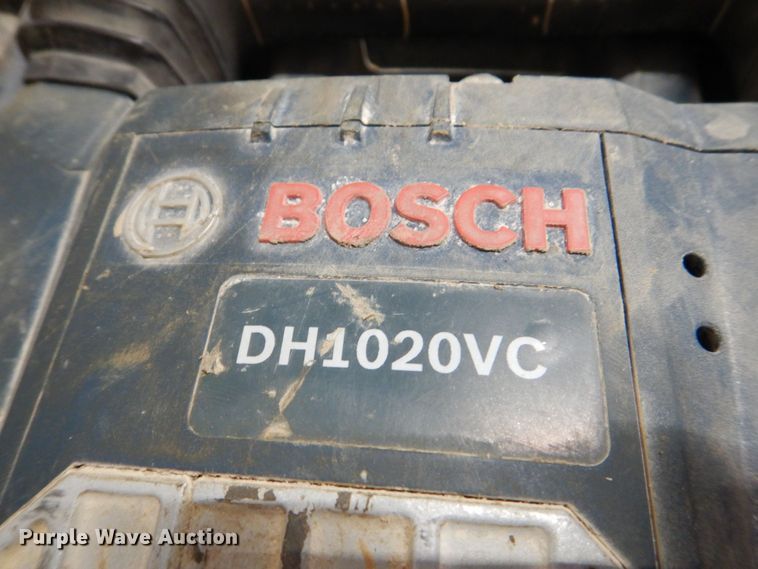 BOSCH
DH1020VC
Purple Wave Auction